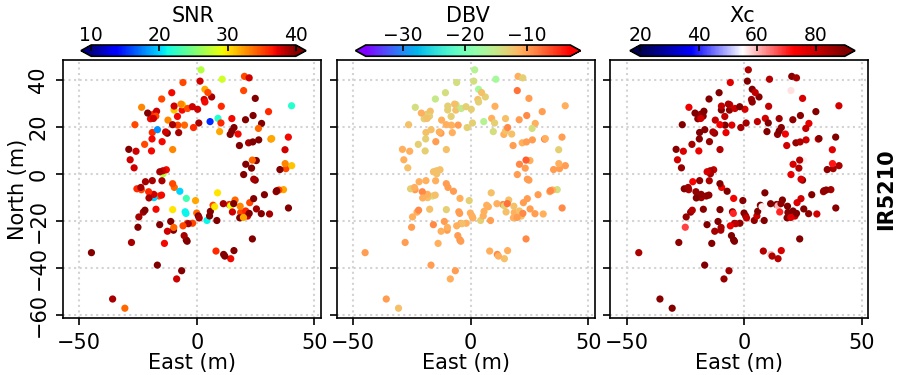 SNR DBV Xc
10 20 30 40 −30 −20 −10 20 40 60 80
40
20
0
−20
−40
−60
North (m)
IR5210
−50 0 50 −50 0 50 −50 0 50
East (m) East (m) East (m)